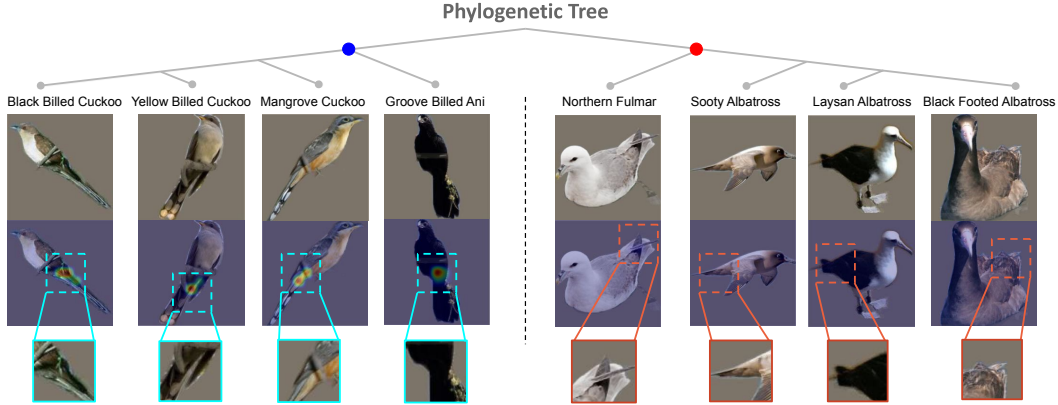 Phylogenetic Tree
Black Billed Cuckoo
Yellow Billed Cuckoo
Mangrove Cuckoo
Groove Billed Ani
Northern Fulmar
Sooty Albatross
Laysan Albatross
Black Footed Albatross